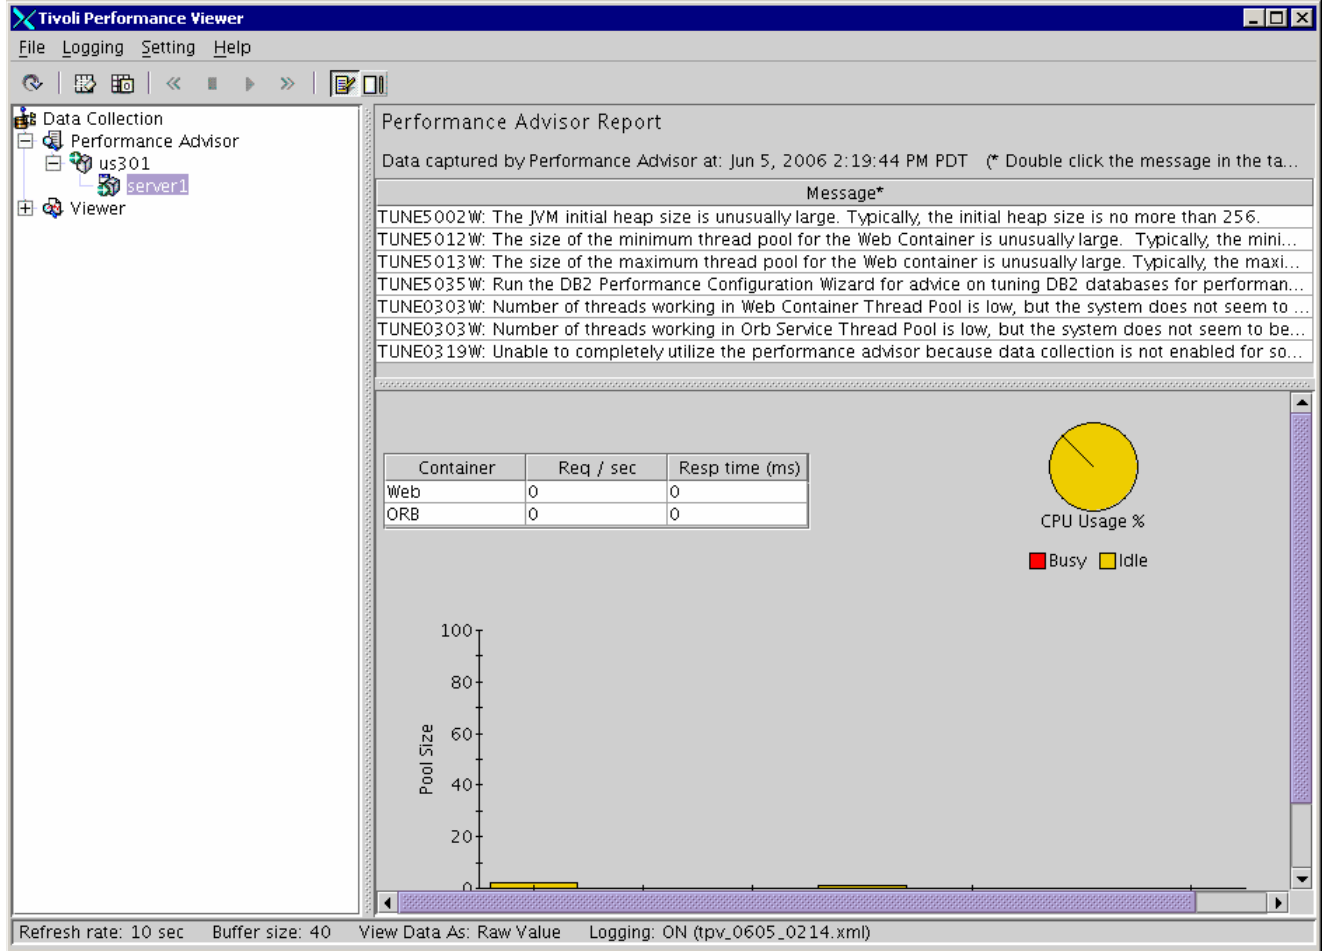 Tivoli Performance Viewer
File Logging Setting Help
Data Collection
Performance Advisor
us301
server1
Viewer
Performance Advisor Report
Data captured by Performance Advisor at: Jun 5, 2006 2:19:44 PM PDT (* Double click the message in the ta...
Message*
TUNE5002W: The JVM initial heap size is unusually large. Typically, the initial heap size is no more than 256.
TUNE5012W: The size of the minimum thread pool for the Web Container is unusually large. Typically, the mini...
TUNE5013W: The size of the maximum thread pool for the Web container is unusually large. Typically, the maxi...
TUNE5035W: Run the DB2 Performance Configuration Wizard for advice on tuning DB2 databases for performan...
TUNE0303W: Number of threads working in Web Container Thread Pool is low, but the system does not seem to ...
TUNE0303W: Number of threads working in Orb Service Thread Pool is low, but the system does not seem to be...
TUNE0319W: Unable to completely utilize the performance advisor because data collection is not enabled for so...
Container Req / sec Resp time (ms)
Web 0 0
ORB 0 0
CPU Usage %
Busy Idle
Pool Size
100
80
60
40
20
0
Refresh rate: 10 sec Buffer size: 40 View Data As: Raw Value Logging: ON (tpv_0605_0214.xml)